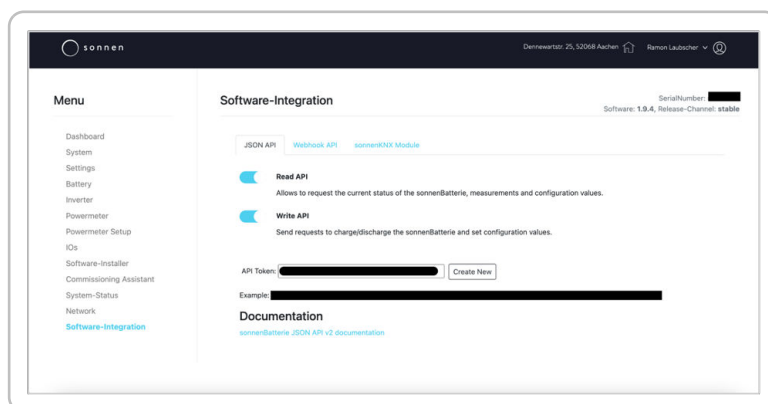 sonnen
Dennewartstr. 25, 52068 Aachen
Ramon Laubscher
Menu
Software-Integration
SerialNumber:
Software: 1.9.4, Release-Channel: stable
Dashboard
System
Settings
Battery
Inverter
Powermeter
Powermeter Setup
IOs
Software-Installer
Commissioning Assistant
System-Status
Network
Software-Integration
JSON API
Webhook API
sonnenKNX Module
Read API
Allows to request the current status of the sonnenBatterie, measurements and configuration values.
Write API
Send requests to charge/discharge the sonnenBatterie and set configuration values.
API Token:
Create New
Example:
Documentation
sonnenBatterie JSON API v2 documentation